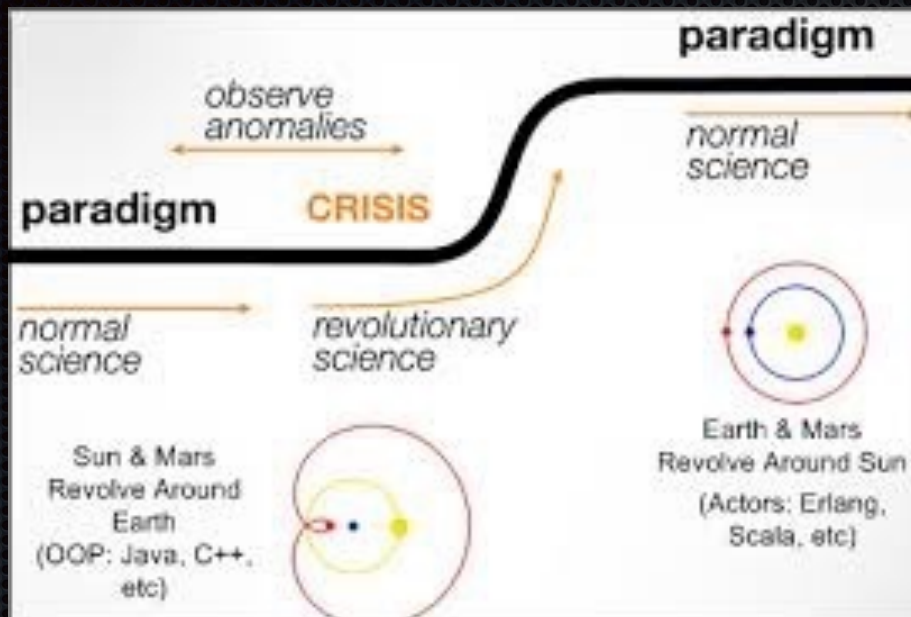 paradigm
observe
anomalies
normal
science
paradigm
CRISIS
normal
science
revolutionary
science
Sun & Mars
Revolve Around
Earth
(OOP: Java, C++,
etc)
Earth & Mars
Revolve Around Sun
(Actors: Erlang,
Scala, etc)